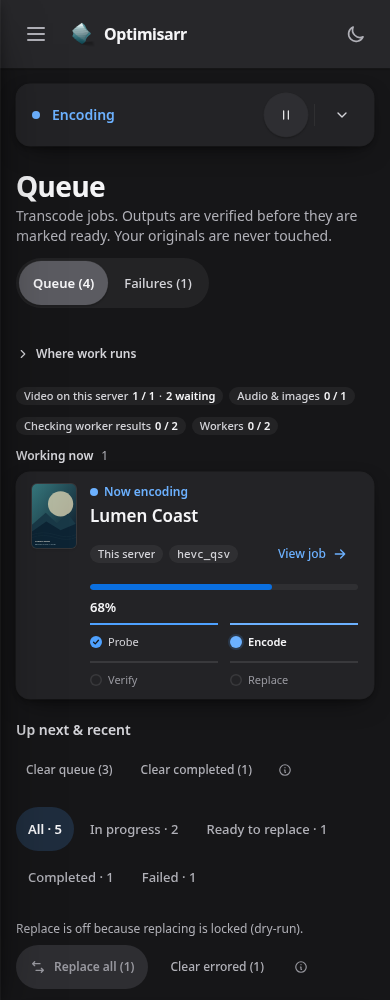 Optimisarr
Encoding
Queue
Transcode jobs. Outputs are verified before they are
marked ready. Your originals are never touched.
Queue (4)
Failures (1)
Where work runs
Video on this server 1 / 1 · 2 waiting
Audio & images 0 / 1
Checking worker results 0 / 2
Workers 0 / 2
Working now 1
Now encoding
Lumen Coast
This server
hevc_qsv
View job
68%
Probe
Encode
Verify
Replace
Up next & recent
Clear queue (3)
Clear completed (1)
All · 5
In progress · 2
Ready to replace · 1
Completed · 1
Failed · 1
Replace is off because replacing is locked (dry-run).
Replace all (1)
Clear errored (1)